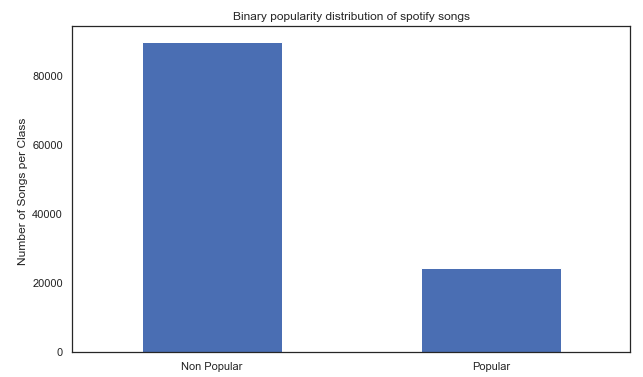 Binary popularity distribution of spotify songs
Number of Songs per Class
80000
60000
40000
20000
0
Non Popular
Popular